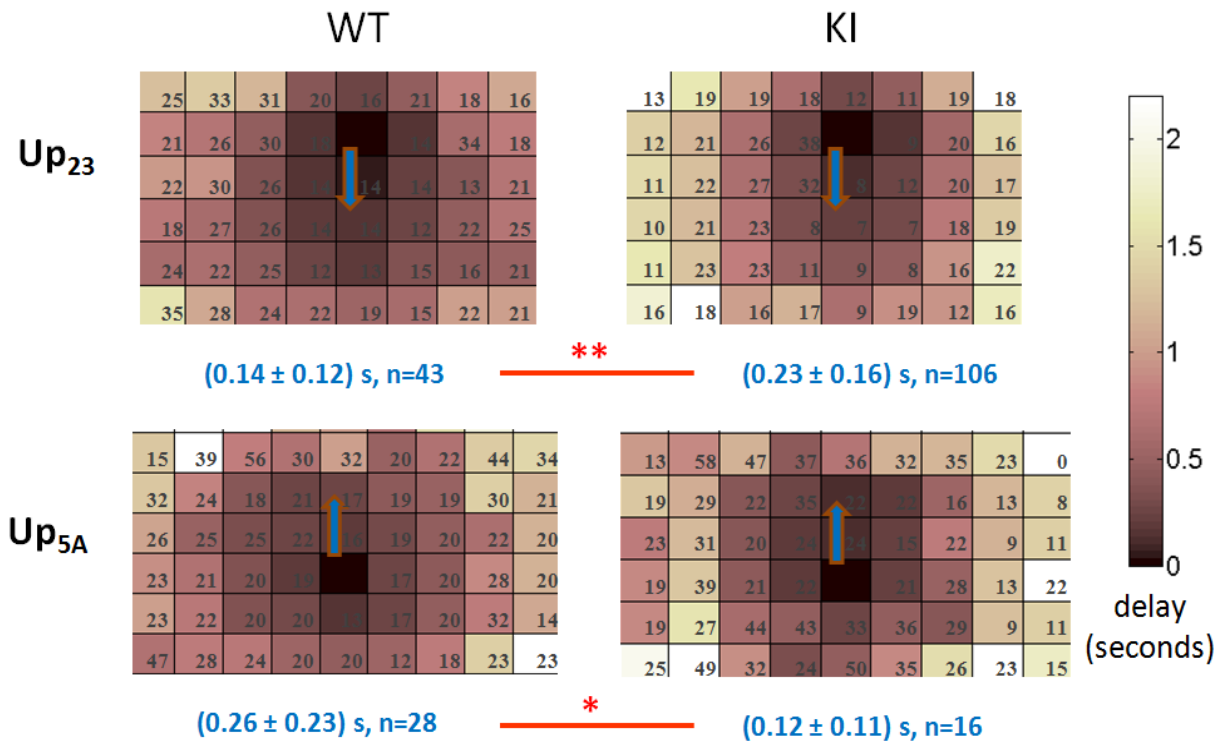 WT
KI
Up23
25 33 31 20 16 21 18 16
21 26 30 34 18
22 30 26 14 14 13 21
18 27 26 14 12 22 25
24 22 25 12 13 15 16 21
35 28 24 22 19 15 22 21
13 19 19 18 12 11 19 18
12 21 26 38 20 16
11 22 27 32 8 12 20 17
10 21 23 8 7 7 18 19
11 23 23 11 9 8 16 22
16 18 16 17 9 19 12 16
(0.14 ± 0.12) s, n=43
**
(0.23 ± 0.16) s, n=106
Up5A
15 39 56 30 32 20 22 44 34
32 24 18 21 17 19 19 30 21
26 25 25 22 16 19 20 22 20
23 21 20 19 17 20 28 20
23 22 20 20 17 20 32 14
47 28 24 20 20 12 18 23 23
13 58 47 37 36 32 35 23 0
19 29 22 35 22 22 16 13 8
23 31 20 24 24 15 22 9 11
19 39 21 22 21 28 13 22
19 27 44 43 33 36 29 9 11
25 49 32 24 50 35 26 23 15
(0.26 ± 0.23) s, n=28
*
(0.12 ± 0.11) s, n=16
2
1.5
1
0.5
0
delay
(seconds)